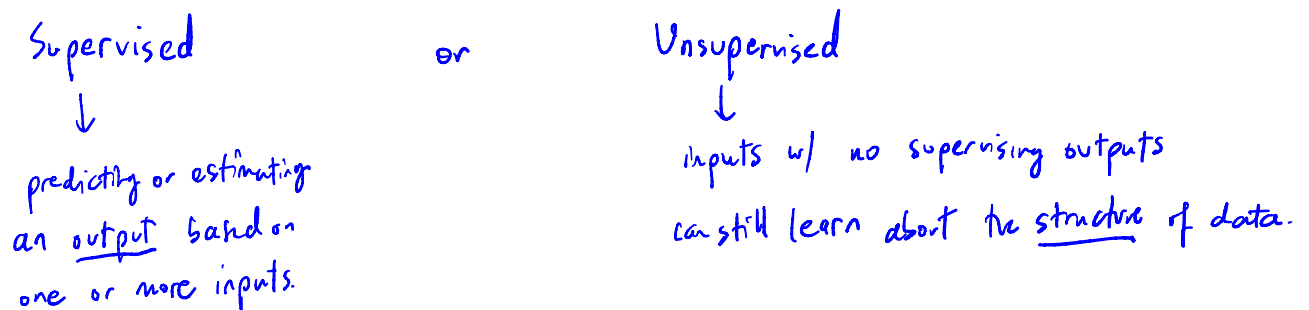 Supervised or Unsupervised
predicting or estimating
an output based on
one or more inputs.
inputs w/ no supervising outputs
can still learn about the structure of data.